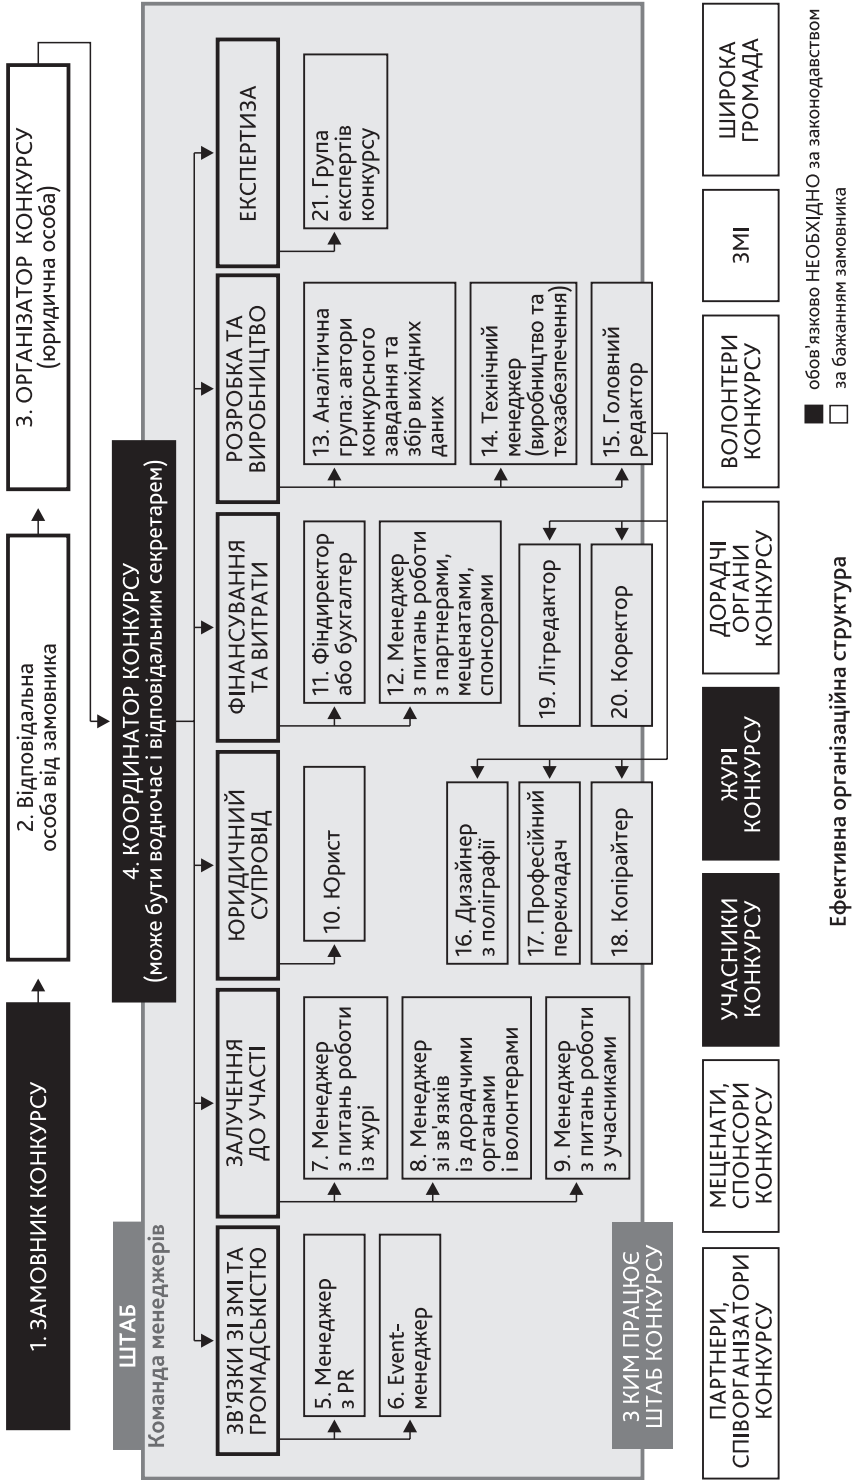 1. ЗАМОВНИК КОНКУРСУ
2. Відповідальна
особа від замовника
3. ОРГАНІЗАТОР КОНКУРСУ
(юридична особа)
ШТАБ
Команда менеджерів
4. КООРДИНАТОР КОНКУРСУ
(може бути водночас і відповідальним секретарем)
ЗВ'ЯЗКИ ЗІ ЗМІ ТА
ГРОМАДСЬКІСТЮ
5. Менеджер
з PR
6. Event-
менеджер
ЗАЛУЧЕННЯ
ДО УЧАСТІ
7. Менеджер
з питань роботи
із журі
8. Менеджер
зі зв'язків
із дорадчими
органами
і волонтерами
9. Менеджер
з питань роботи
з учасниками
ЮРИДИЧНИЙ
СУПРОВІД
10. Юрист
ФІНАНСУВАННЯ
ТА ВИТРАТИ
11. Фіндиректор
або бухгалтер
12. Менеджер
з питань роботи
з партнерами,
меценатами,
спонсорами
РОЗРОБКА ТА
ВИРОБНИЦТВО
13. Аналітична
група: автори
конкурсного
завдання та
збір вихідних
даних
14. Технічний
менеджер
(виробництво та
техзабезпечення)
15. Головний
редактор
16. Дизайнер
з поліграфії
17. Професійний
перекладач
18. Копірайтер
19. Літредактор
20. Коректор
ЕКСПЕРТИЗА
21. Група
експертів
конкурсу
З КИМ ПРАЦЮЄ
ШТАБ КОНКУРСУ
ПАРТНЕРИ,
СПІВОРГАНІЗАТОРИ
КОНКУРСУ
МЕЦЕНАТИ,
СПОНСОРИ
КОНКУРСУ
УЧАСНИКИ
КОНКУРСУ
ЖУРІ
КОНКУРСУ
ДОРАДЧІ
ОРГАНИ
КОНКУРСУ
ВОЛОНТЕРИ
КОНКУРСУ
ЗМІ
ШИРОКА
ГРОМАДА
обов'язково НЕОБХІДНО за законодавством
за бажанням замовника
Ефективна організаційна структура